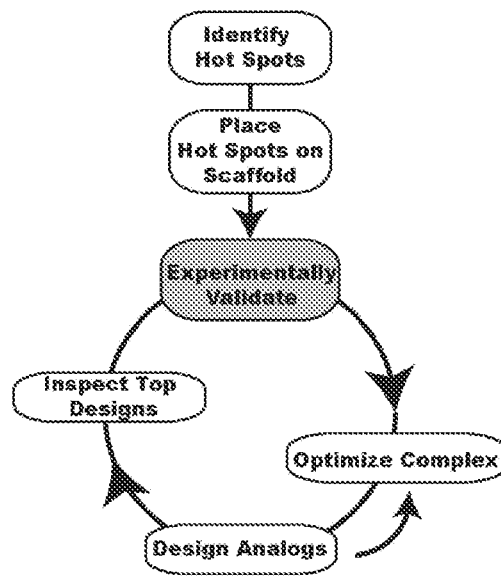 Identify
Hot Spots
Place
Hot Spots on
Scaffold
Experimentally
Validate
Inspect Top
Designs
Optimize Complex
Design Analogs